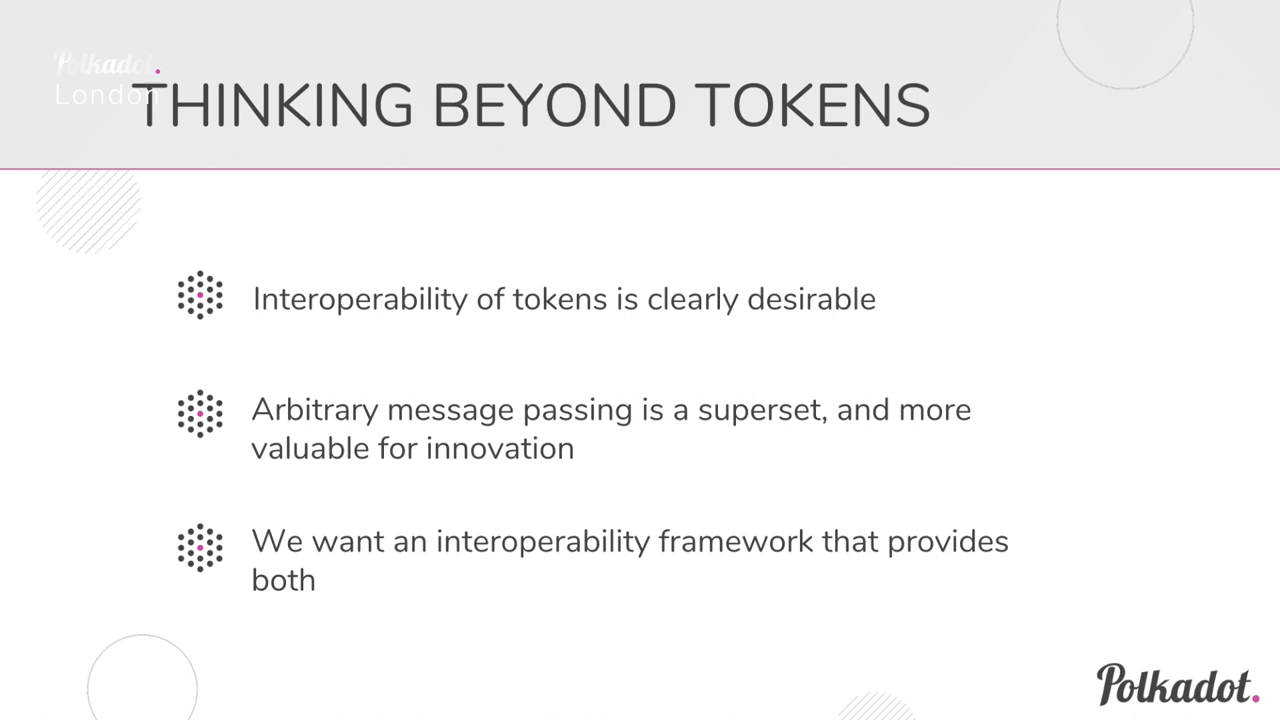 Polkadot.
London
THINKING BEYOND TOKENS
Interoperability of tokens is clearly desirable
Arbitrary message passing is a superset, and more
valuable for innovation
We want an interoperability framework that provides
both
Polkadot.